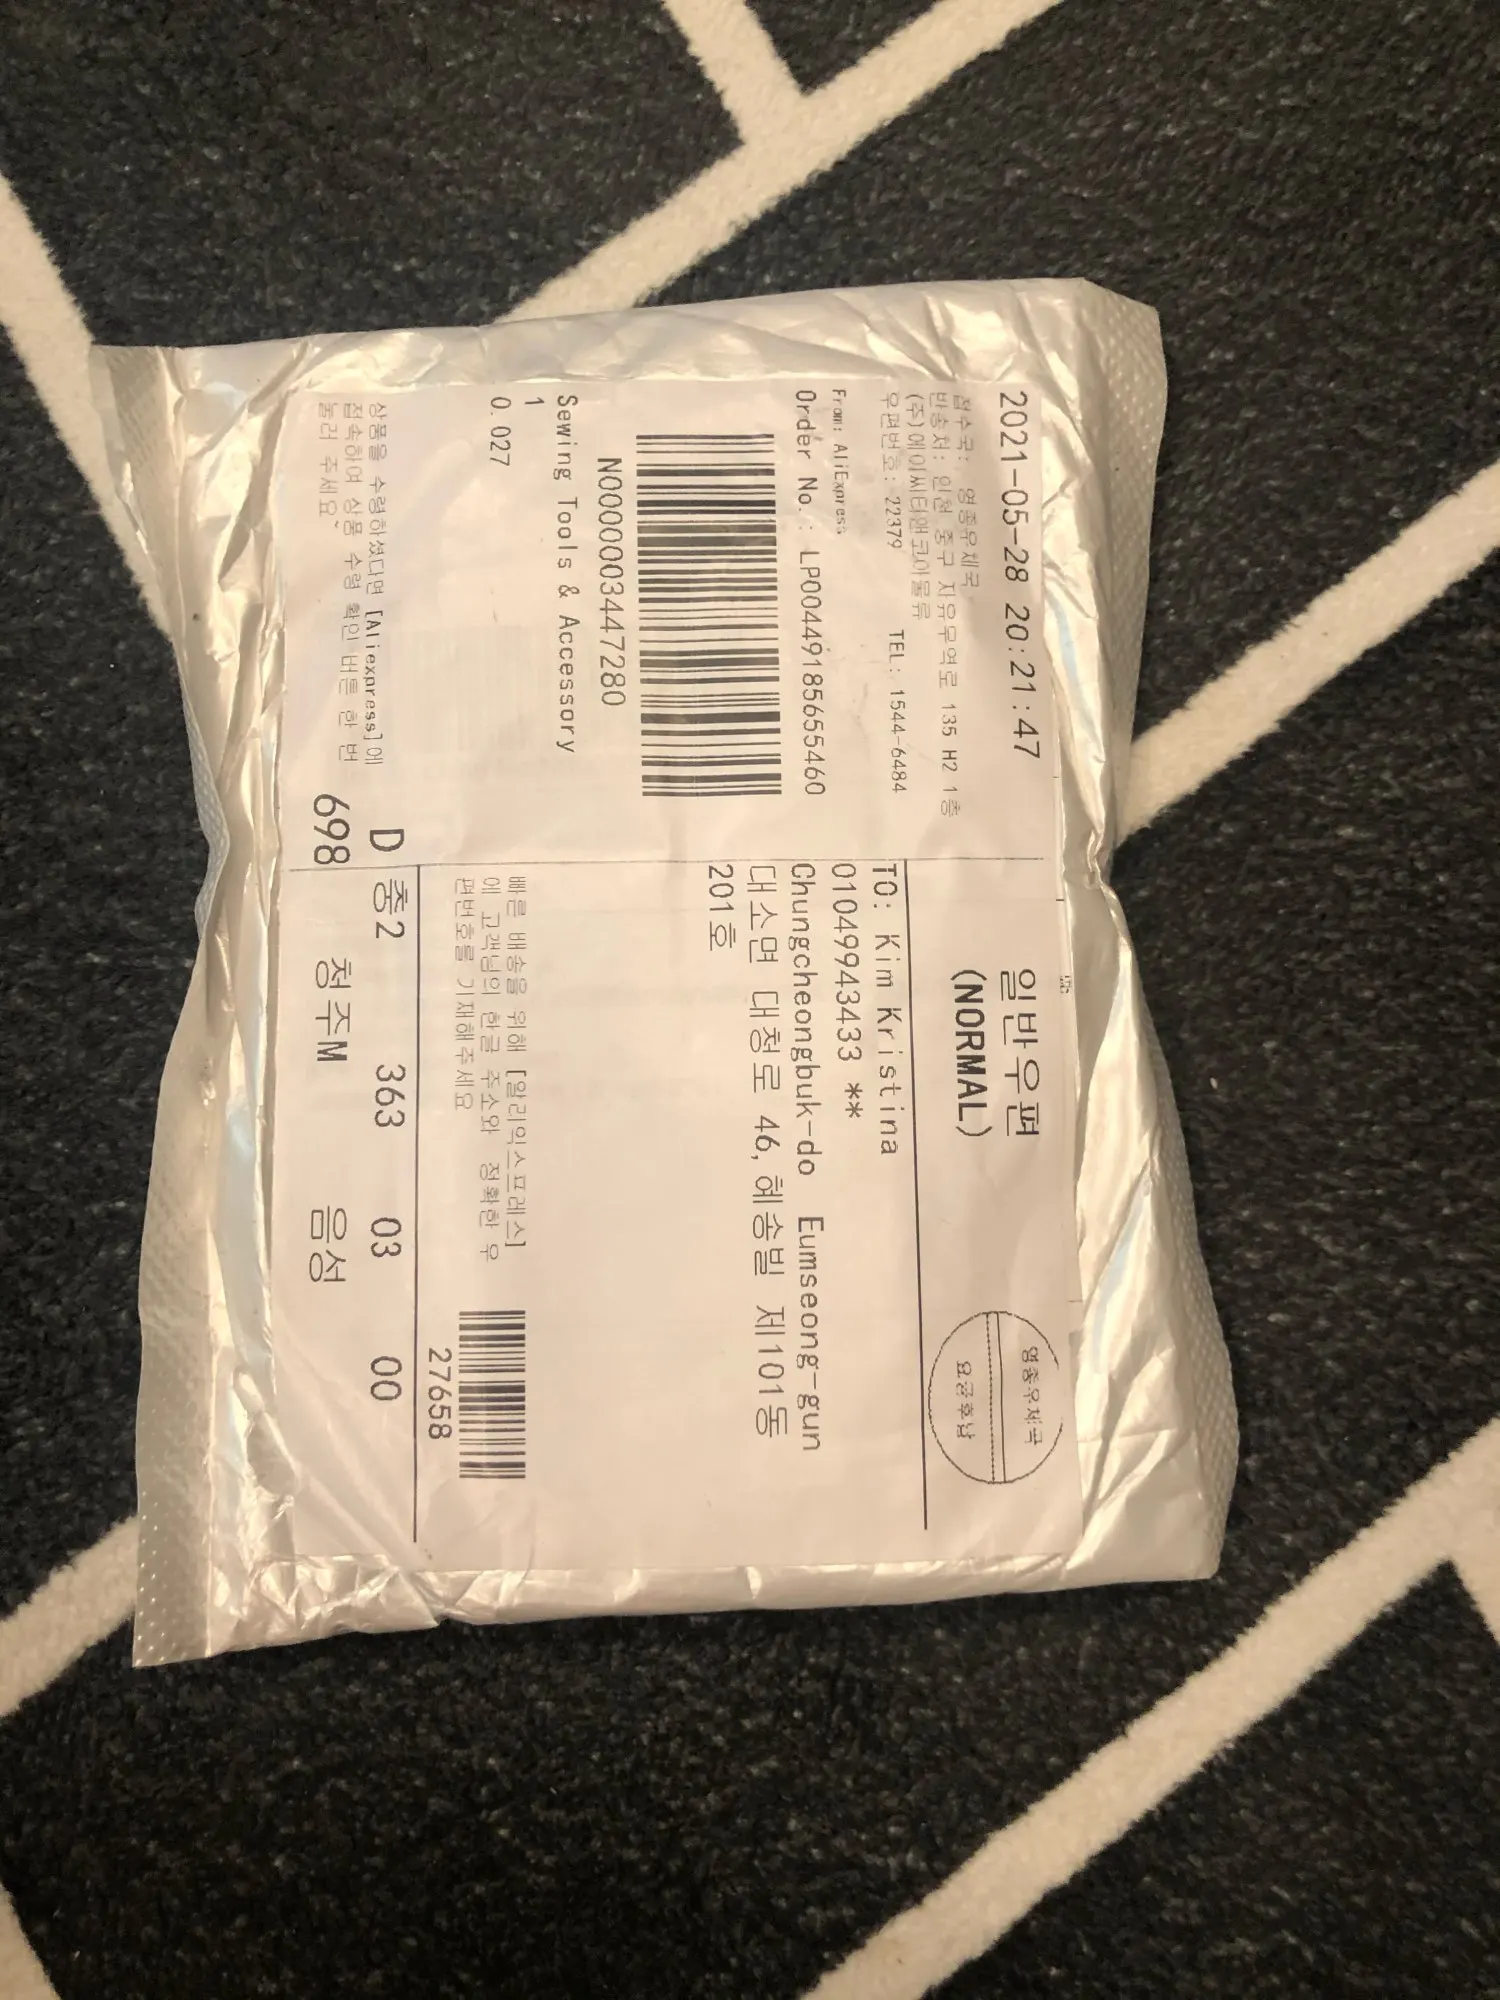 2021-05-28 20:21:47
접수국: 영종우체국
반송처: 인천 중구 자유무역로 135 H2 1층
(주)에이씨티앤코아물류
우편번호: 22379 TEL: 1544-6484
From: AliExpress
Order No.: LP00449185655460
N00000034447280
Sewing Tools & Accessory
1
0.027
상품을 수령하셨다면 [Aliexpress]에
접속하여 상품 수령 확인 버튼 한 번
눌러 주세요~
D
698
일반우편
(NORMAL)
영종우체국
요금후납
TO: Kim Kristina
01049943433 **
Chungcheongbuk-do Eumseong-gun
대소면 대청로 46, 혜송빌 제101동
201호
빠른 배송을 위해 [알리익스프레스]
에 고객님의 한글 주소와 정확한 우
편번호를 기재해주세요
27658
충2 363 03 00
청주M 음성